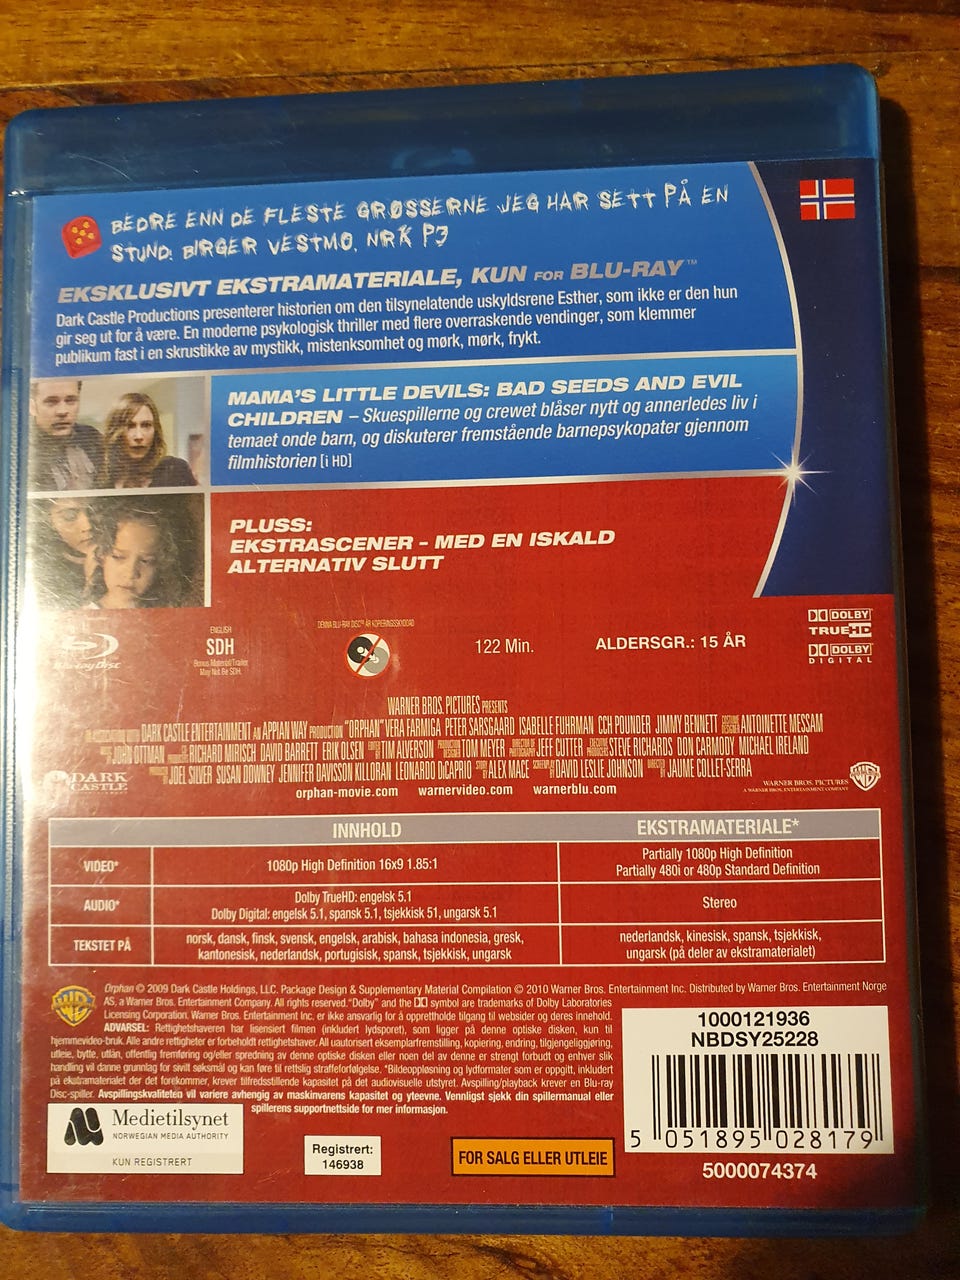 BEDRE ENN DE FLESTE GRØSSERNE JEG HAR SETT PÅ EN
STUND. BIRGER VESTMO, NRK P3
EKSKLUSIVT EKSTRAMATERIALE, KUN FOR BLU-RAY™
Dark Castle Productions presenterer historien om den tilsynelatende uskyldsrene Esther, som ikke er den hun
gir seg ut for å være. En moderne psykologisk thriller med flere overraskende vendinger, som klemmer
publikum fast i en skrustikke av mystikk, mistenksomhet og mørk, mørk, frykt.
MAMA'S LITTLE DEVILS: BAD SEEDS AND EVIL
CHILDREN – Skuespillerne og crewet blåser nytt og annerledes liv i
temaet onde barn, og diskuterer fremstående barnepsykopater gjennom
filmhistorien [i HD]
PLUSS:
EKSTRASCENER - MED EN ISKALD
ALTERNATIV SLUTT
Blu-ray Disc
ENGLISH
SDH
Bonus Material/Trailer
May Not Be SDH.
DENNA BLU-RAY DISC™ ÄR KOPIERINGSSKYDDAD
122 Min.
ALDERSGR.: 15 ÅR
DOLBY
TRUEHD
DOLBY
DIGITAL
WARNER BROS. PICTURES PRESENTS
IN ASSOCIATION WITH DARK CASTLE ENTERTAINMENT AN APPIAN WAY PRODUCTION "ORPHAN" VERA FARMIGA PETER SARSGAARD ISABELLE FUHRMAN CCH POUNDER JIMMY BENNETT COSTUME DESIGNER ANTOINETTE MESSAM
MUSIC BY JOHN OTTMAN CO-PRODUCERS RICHARD MIRISCH DAVID BARRETT ERIK OLSEN EDITED BY TIM ALVERSON PRODUCTION DESIGNER TOM MEYER DIRECTOR OF PHOTOGRAPHY JEFF CUTTER EXECUTIVE PRODUCERS STEVE RICHARDS DON CARMODY MICHAEL IRELAND
PRODUCED BY JOEL SILVER SUSAN DOWNEY JENNIFER DAVISSON KILLORAN LEONARDO DiCAPRIO STORY BY ALEX MACE SCREENPLAY BY DAVID LESLIE JOHNSON DIRECTED BY JAUME COLLET-SERRA
DARK
CASTLE
orphan-movie.com warnervideo.com warnerblu.com
WARNER BROS. PICTURES
A WARNER BROS. ENTERTAINMENT COMPANY
INNHOLD EKSTRAMATERIALE*
VIDEO* 1080p High Definition 16x9 1.85:1 Partially 1080p High Definition
Partially 480i or 480p Standard Definition
AUDIO* Dolby TrueHD: engelsk 5.1
Dolby Digital: engelsk 5.1, spansk 5.1, tsjekkisk 51, ungarsk 5.1
Stereo
TEKSTET PÅ norsk, dansk, finsk, svensk, engelsk, arabisk, bahasa indonesia, gresk,
kantonesisk, nederlandsk, portugisisk, spansk, tsjekkisk, ungarsk
nederlandsk, kinesisk, spansk, tsjekkisk,
ungarsk (på deler av ekstramaterialet)
Orphan © 2009 Dark Castle Holdings, LLC. Package Design & Supplementary Material Compilation © 2010 Warner Bros. Entertainment Inc. Distributed by Warner Bros. Entertainment Norge
AS, a Warner Bros. Entertainment Company. All rights reserved. "Dolby" and the DD symbol are trademarks of Dolby Laboratories
Licensing Corporation. Warner Bros. Entertainment Inc. er ikke ansvarlig for å opprettholde tilgang til websider og deres innehold.
ADVARSEL: Rettighetshaveren har lisensiert filmen (inkludert lydsporet), som ligger på denne optiske disken, kun til
hjemmevideo-bruk. Alle andre rettigheter er forbeholdt rettighetshaver. All uautorisert eksemplarfremstilling, kopiering, endring, tilgjengeliggjøring,
utleie, bytte, utlån, offentlig fremføring og/eller spredning av denne optiske disken eller noen del av denne er strengt forbudt og enhver slik
handling vil danne grunnlag for sivilt søksmål og kan føre til rettslig straffeforfølgelse. *Bildeoppløsning og lydformater som er oppgitt, inkludert
på ekstramaterialet der det forekommer, krever tilfredsstillende kapasitet på det audiovisuelle utstyret. Avspilling/playback krever en Blu-ray
Disc-spiller. Avspillingskvaliteten vil variere avhengig av maskinvarens kapasitet og yteevne. Vennligst sjekk din spillermanual eller
spillerens supportnettside for mer informasjon.
1000121936
NBDSY25228
5 051895 028179
5000074374
Medietilsynet
NORWEGIAN MEDIA AUTHORITY
KUN REGISTRERT
Registrert:
146938
FOR SALG ELLER UTLEIE